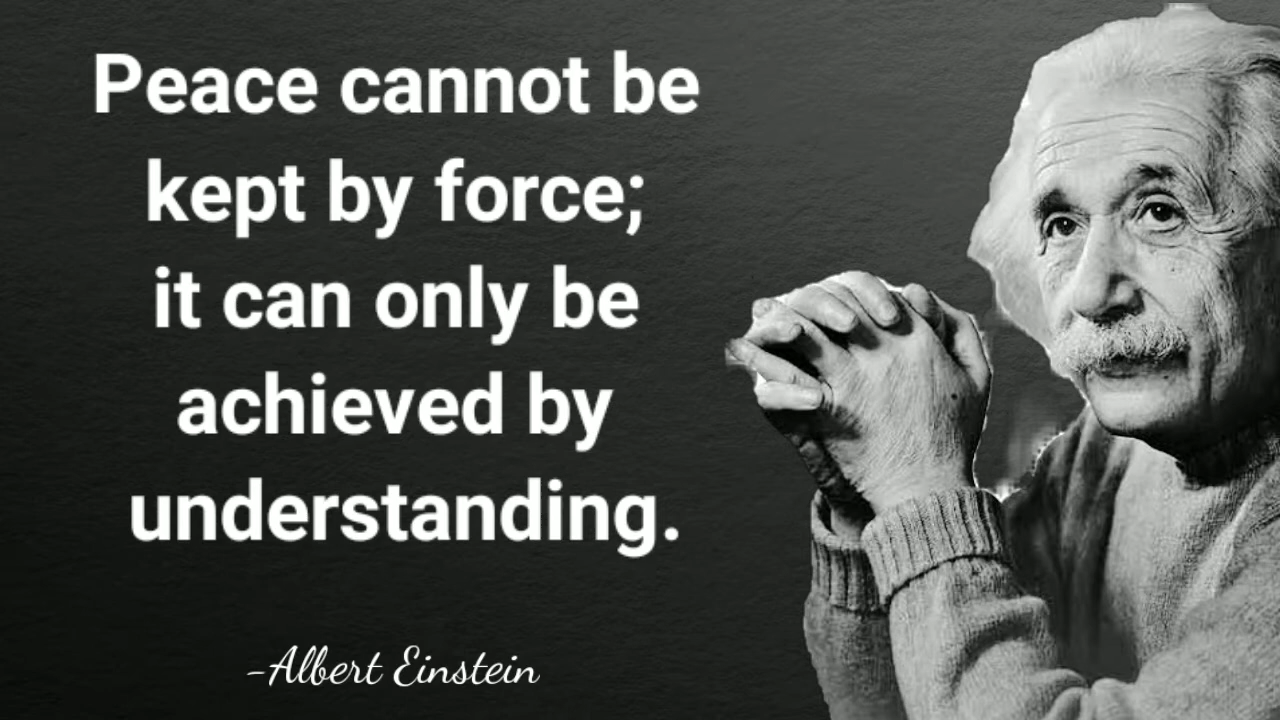 Peace cannot be
kept by force;
it can only be
achieved by
understanding.
-Albert Einstein